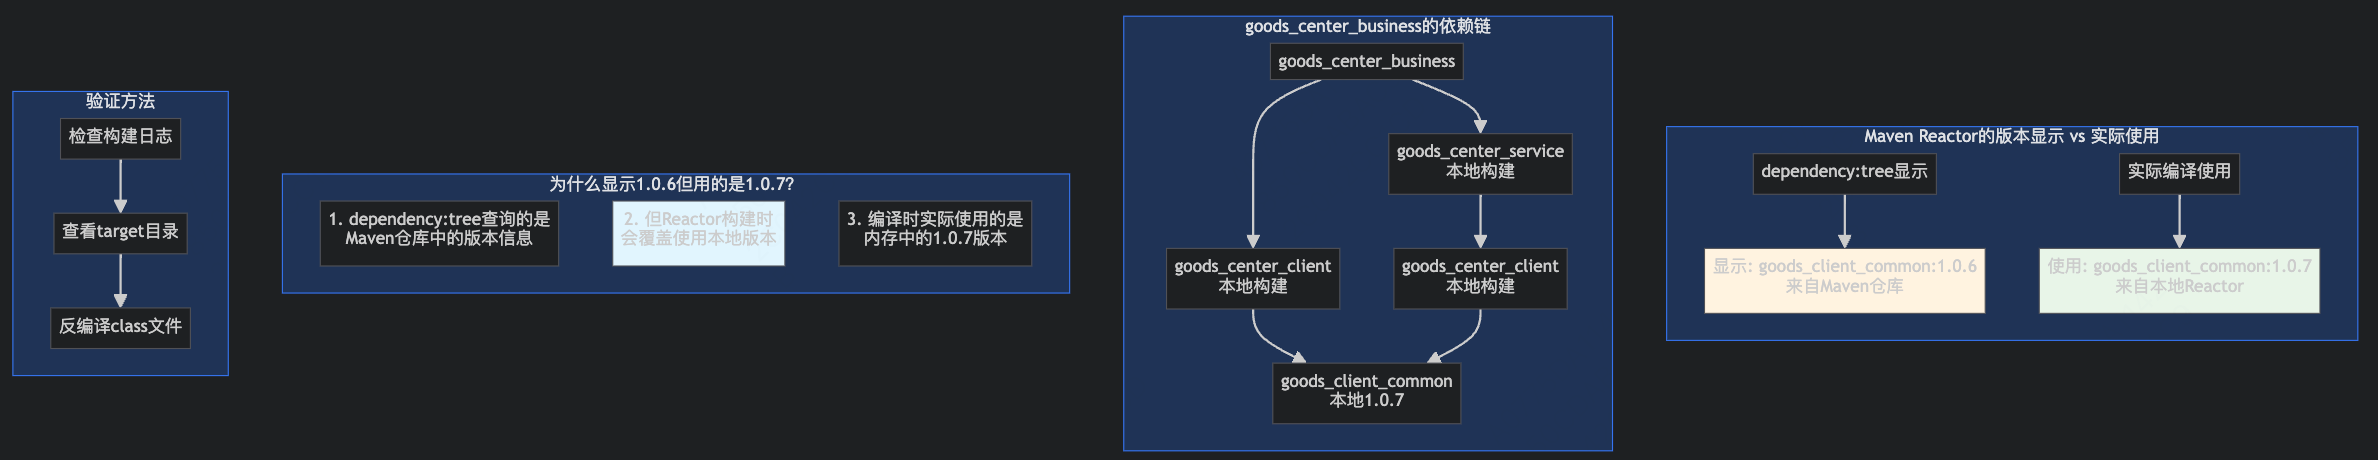 验证方法
检查构建日志
查看target目录
反编译class文件
为什么显示1.0.6但用的是1.0.7?
1. dependency:tree查询的是
Maven仓库中的版本信息
2. 但Reactor构建时
会覆盖使用本地版本
3. 编译时实际使用的是
内存中的1.0.7版本
goods_center_business的依赖链
goods_center_business
goods_center_service
本地构建
goods_center_client
本地构建
goods_center_client
本地构建
goods_client_common
本地1.0.7
Maven Reactor的版本显示 vs 实际使用
dependency:tree显示
实际编译使用
显示: goods_client_common:1.0.6
来自Maven仓库
使用: goods_client_common:1.0.7
来自本地Reactor